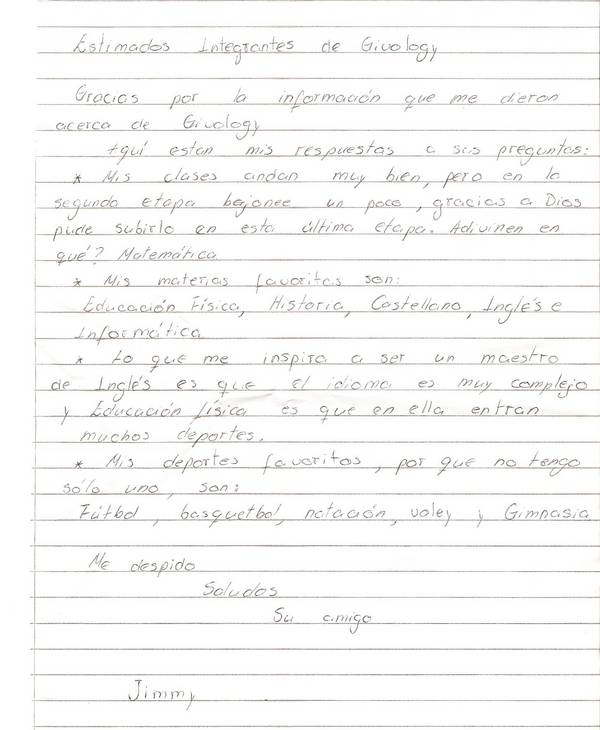 Estimados Integrantes de Givology
Gracias por la información que me dieron
acerca de Givology
Aquí estan mis respuestas a sus preguntas:
* Mis clases andan muy bien, pero en la
segunda etapa bajonee un poco, gracias a Dios
pude subirlo en esta última etapa. Adivinen en
qué? Matemática.
* Mis materias favoritas son:
Educación Física, Historia, Castellano, Inglés e
Informática.
* Lo que me inspira a ser un maestro
de Inglés es que el idioma es muy complejo
y Educación física es que en ella entran
muchos deportes.
* Mis deportes favoritos, por que no tengo
sólo uno, son:
Fútbol, basquetbol, natación, voley y Gimnasia
Me despido
Saludos
Su amigo
Jimmy